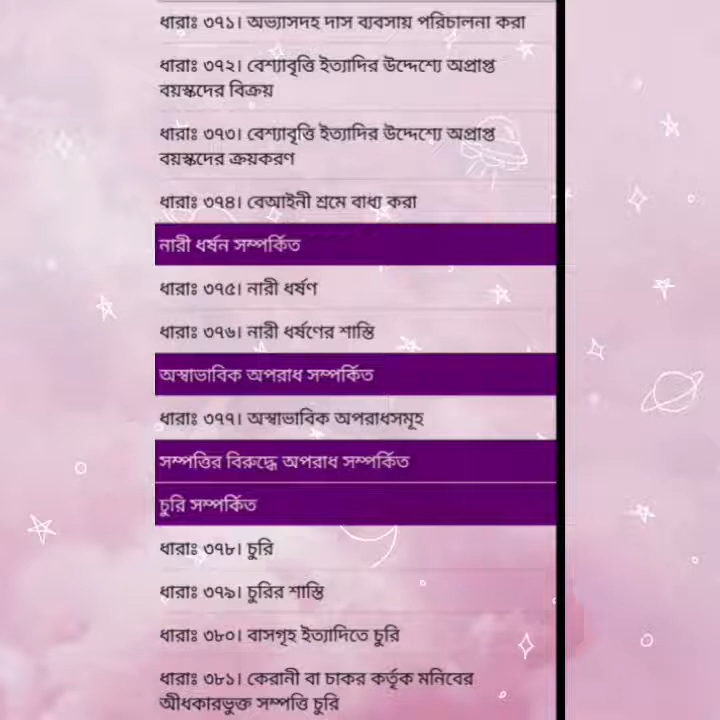 ধারাঃ ৩৭১। অভ্যাসদহ দাস ব্যবসায় পরিচালনা করা
ধারাঃ ৩৭২। বেশ্যাবৃত্তি ইত্যাদির উদ্দেশ্যে অপ্রাপ্ত
বয়স্কদের বিক্রয়
ধারাঃ ৩৭৩। বেশ্যাবৃত্তি ইত্যাদির উদ্দেশ্যে অপ্রাপ্ত
বয়স্কদের ক্রয়করণ
ধারাঃ ৩৭৪। বেআইনী শ্রমে বাধ্য করা
নারী ধর্ষন সম্পর্কিত
ধারাঃ ৩৭৫। নারী ধর্ষণ
ধারাঃ ৩৭৬। নারী ধর্ষণের শাস্তি
অস্বাভাবিক অপরাধ সম্পর্কিত
ধারাঃ ৩৭৭। অস্বাভাবিক অপরাধসমূহ
সম্পত্তির বিরুদ্ধে অপরাধ সম্পর্কিত
চুরি সম্পর্কিত
ধারাঃ ৩৭৮। চুরি
ধারাঃ ৩৭৯। চুরির শাস্তি
ধারাঃ ৩৮০। বাসগৃহ ইত্যাদিতে চুরি
ধারাঃ ৩৮১। কেরানী বা চাকর কর্তৃক মনিবের
অীধকারভুক্ত সম্পত্তি চুরি